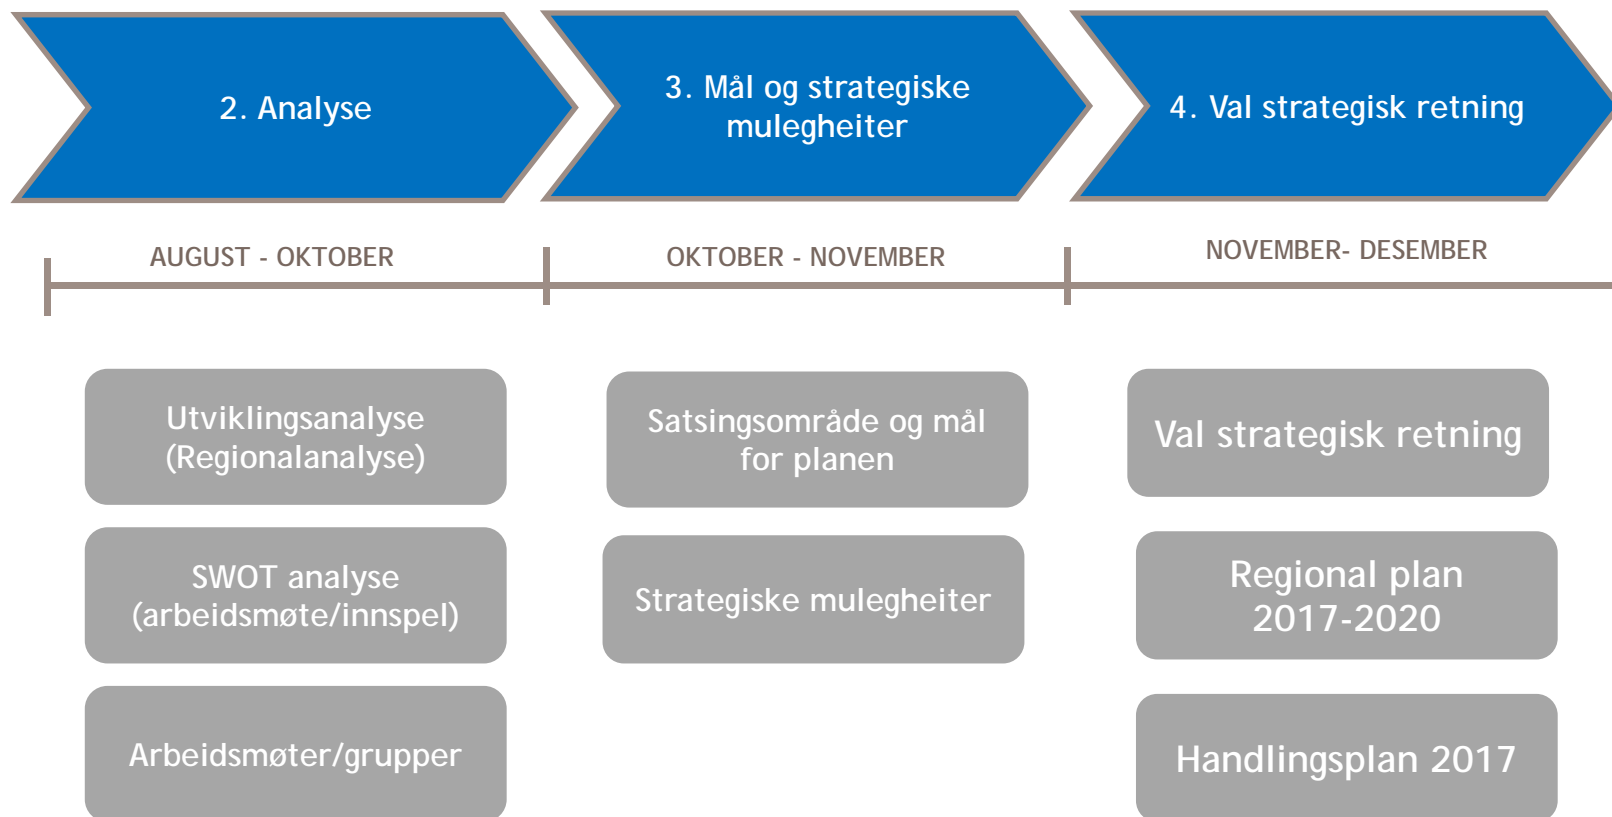 2. Analyse
3. Mål og strategiske
mulegheiter
4. Val strategisk retning
AUGUST - OKTOBER
OKTOBER - NOVEMBER
NOVEMBER- DESEMBER
Utviklingsanalyse
(Regionalanalyse)
SWOT analyse
(arbeidsmøte/innspel)
Arbeidsmøter/grupper
Satsingsområde og mål
for planen
Strategiske mulegheiter
Val strategisk retning
Regional plan
2017-2020
Handlingsplan 2017